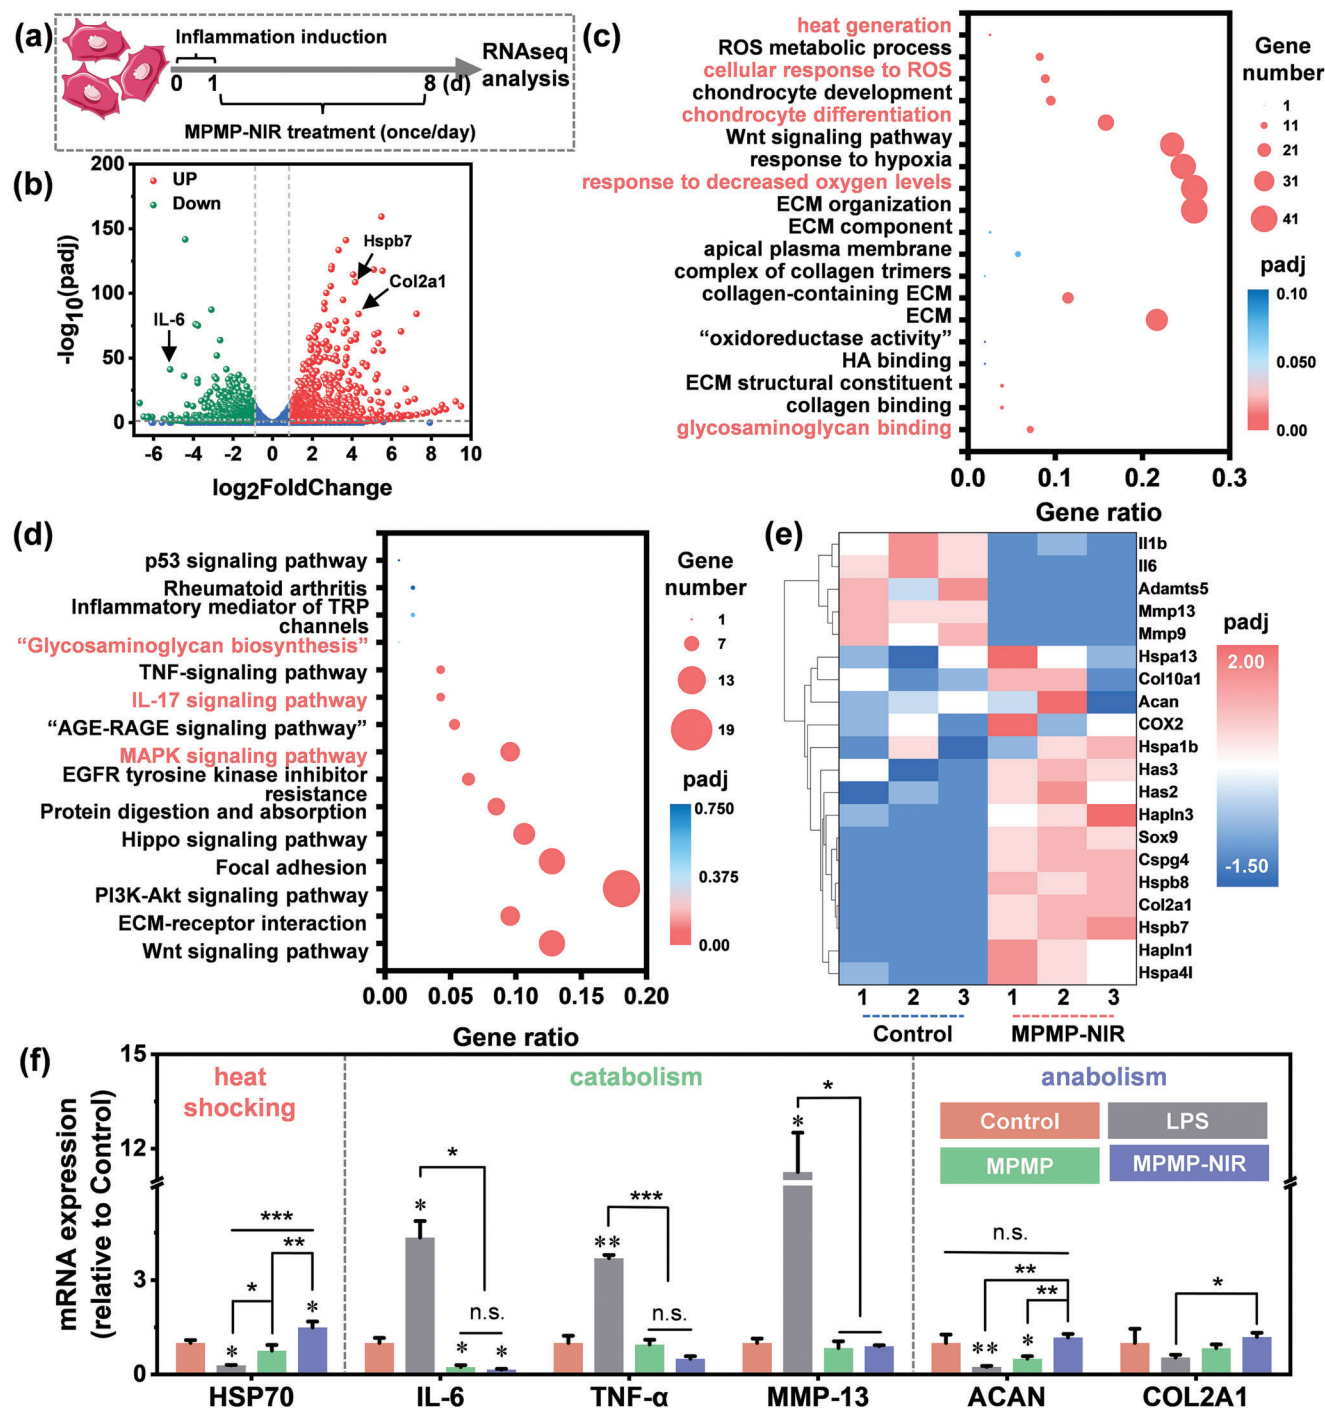 (a)
Inflammation induction
0 1 8 (d)
RNAseq
analysis
MPMP-NIR treatment (once/day)
(b)
UP
Down
Hspb7
Col2a1
IL-6
-log10(padj)
200
150
100
50
0
-6 -4 -2 0 2 4 6 8 10
log2FoldChange
(c)
heat generation
ROS metabolic process
cellular response to ROS
chondrocyte development
chondrocyte differentiation
Wnt signaling pathway
response to hypoxia
response to decreased oxygen levels
ECM organization
ECM component
apical plasma membrane
complex of collagen trimers
collagen-containing ECM
ECM
“oxidoreductase activity”
HA binding
ECM structural constituent
collagen binding
glycosaminoglycan binding
0.0 0.1 0.2 0.3
Gene ratio
Gene
number
1
11
21
31
41
padj
0.10
0.050
0.00
(d)
p53 signaling pathway
Rheumatoid arthritis
Inflammatory mediator of TRP
channels
“Glycosaminoglycan biosynthesis”
TNF-signaling pathway
IL-17 signaling pathway
“AGE-RAGE signaling pathway”
MAPK signaling pathway
EGFR tyrosine kinase inhibitor
resistance
Protein digestion and absorption
Hippo signaling pathway
Focal adhesion
PI3K-Akt signaling pathway
ECM-receptor interaction
Wnt signaling pathway
0.00 0.05 0.10 0.15 0.20
Gene ratio
Gene
number
1
7
13
19
padj
0.750
0.375
0.00
(e)
Il1b
Il6
Adamts5
Mmp13
Mmp9
Hspa13
Col10a1
Acan
COX2
Hspa1b
Has3
Has2
Hapln3
Sox9
Cspg4
Hspb8
Col2a1
Hspb7
Hapln1
Hspa4l
1 2 3 1 2 3
Control MPMP-NIR
padj
2.00
-1.50
(f)
mRNA expression
(relative to Control)
15
12
3
0
heat
shocking
catabolism
anabolism
Control LPS
MPMP MPMP-NIR
*** ** * * *
* * n.s. * *
*** ** n.s.
* *
n.s. ** ** ** *
*
HSP70 IL-6 TNF-α MMP-13 ACAN COL2A1